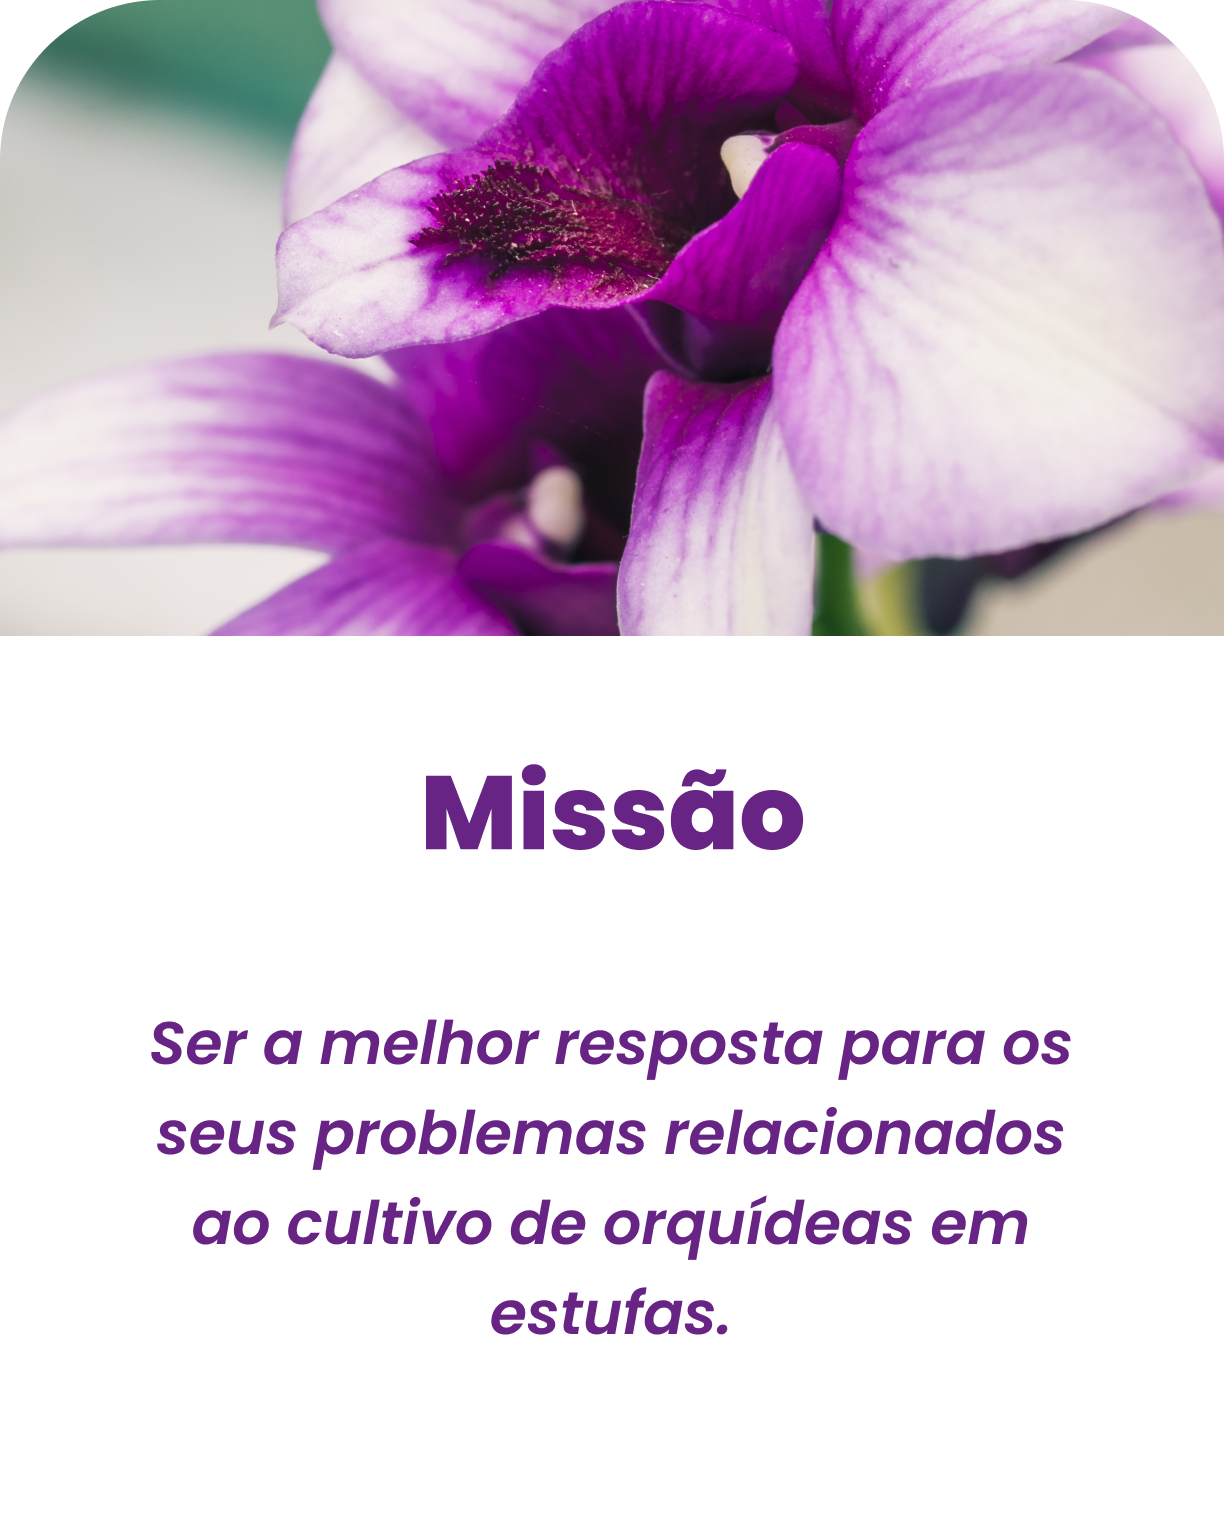 Missão
Ser a melhor resposta para os
seus problemas relacionados
ao cultivo de orquídeas em
estufas.